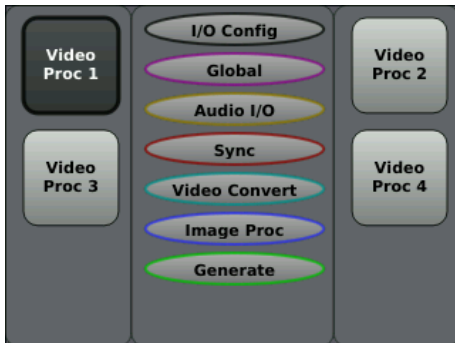 Video
Proc 1
Video
Proc 3
I/O Config
Global
Audio I/O
Sync
Video Convert
Image Proc
Generate
Video
Proc 2
Video
Proc 4